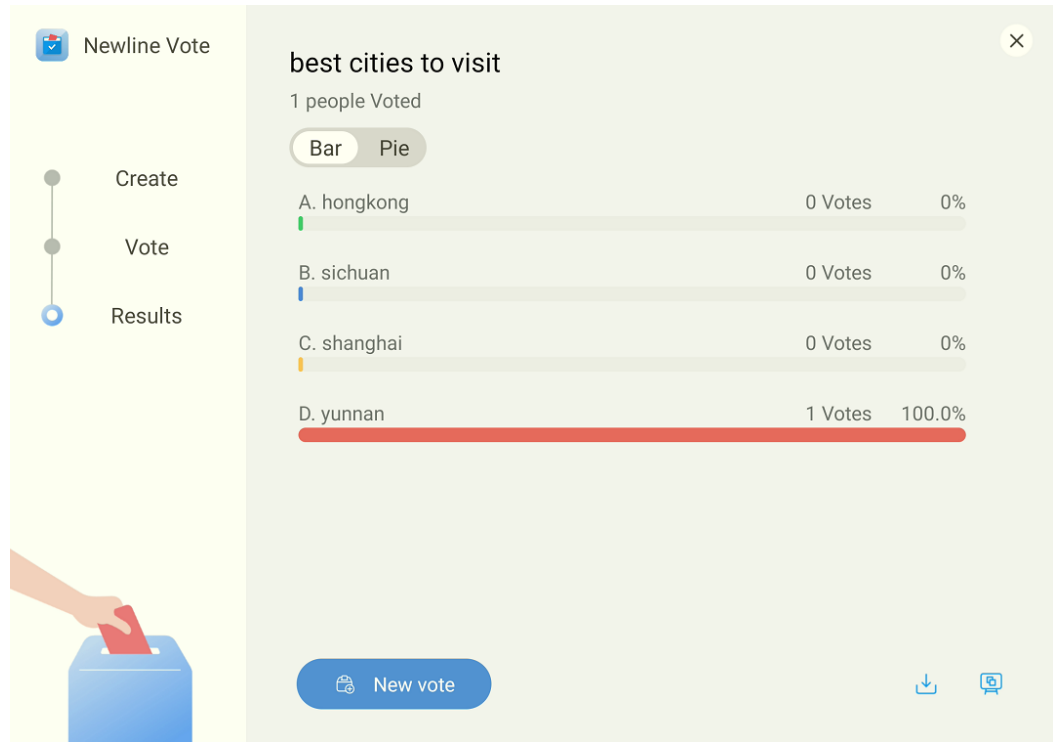 Newline Vote
Create
Vote
Results
best cities to visit
1 people Voted
Bar Pie
A. hongkong 0 Votes 0%
B. sichuan 0 Votes 0%
C. shanghai 0 Votes 0%
D. yunnan 1 Votes 100.0%
New vote